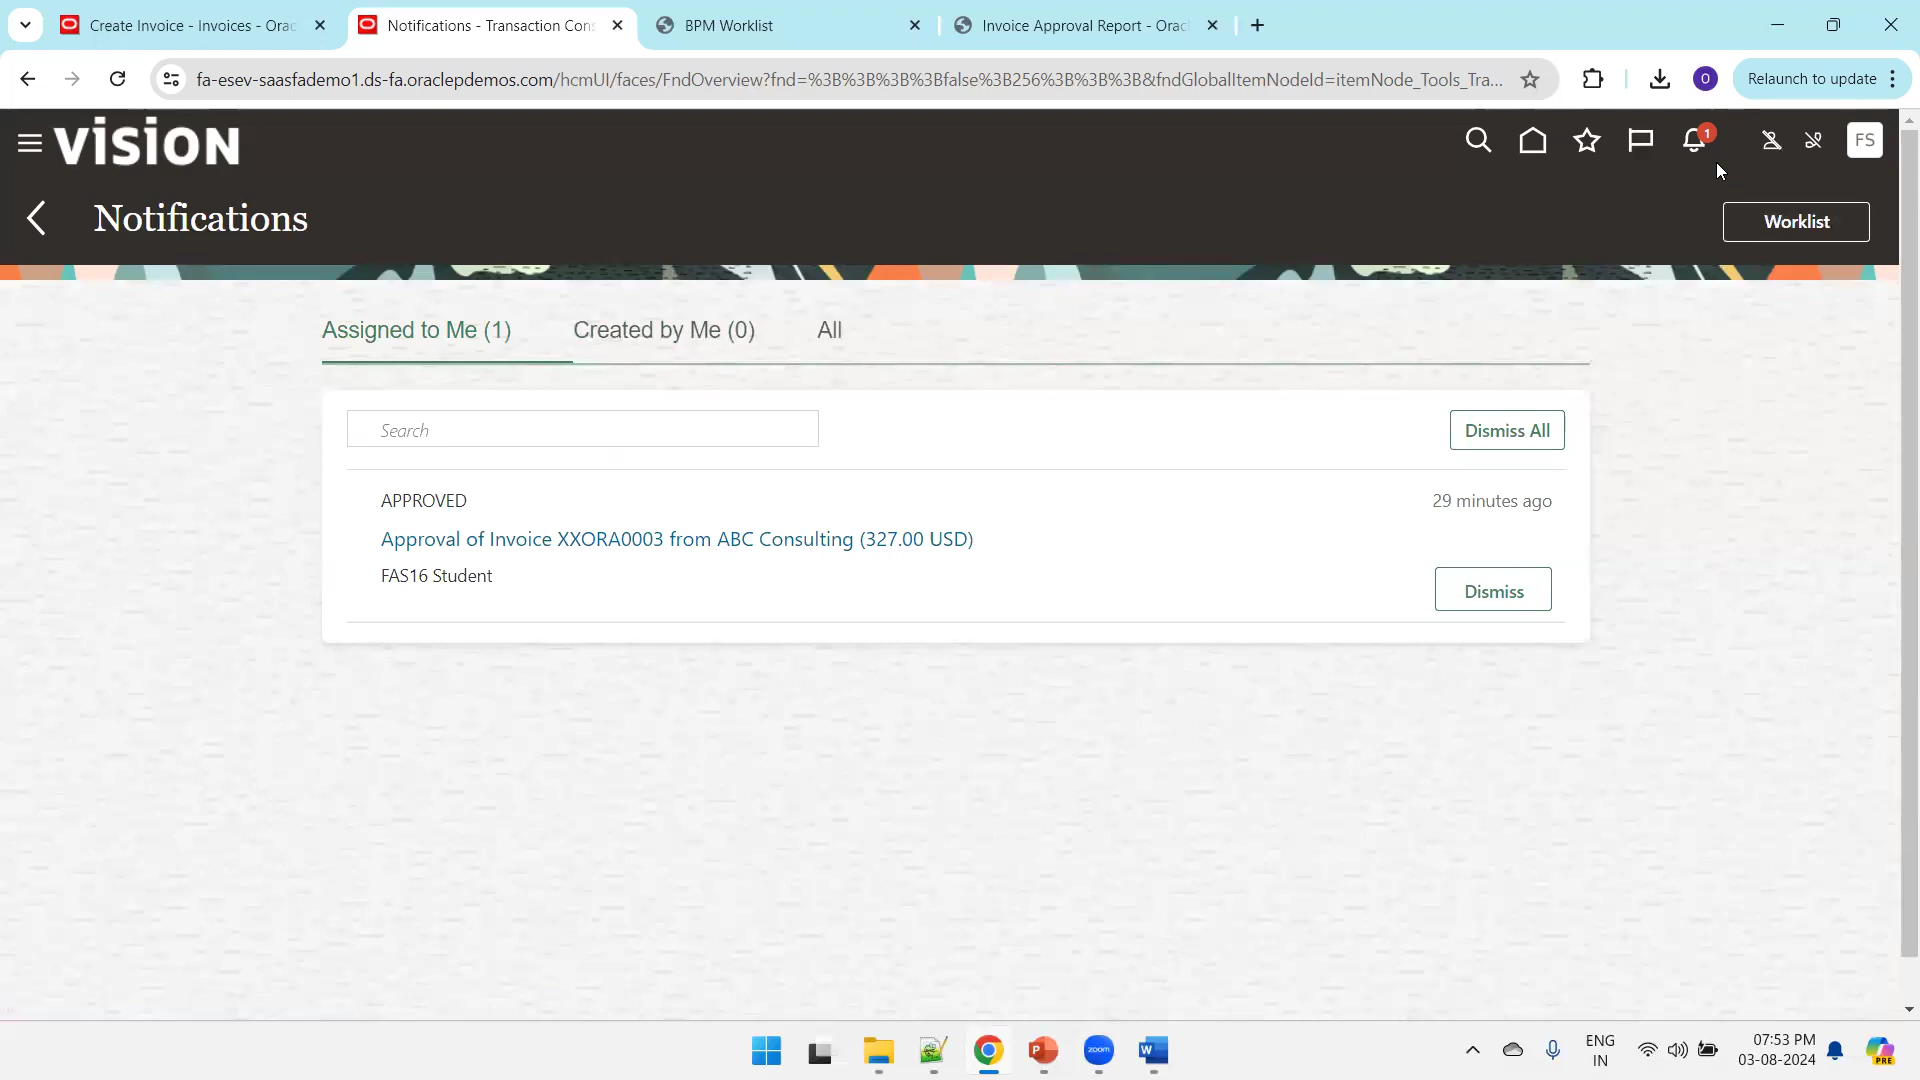 Create Invoice - Invoices - Orac
Notifications - Transaction Cons
BPM Worklist
Invoice Approval Report - Orac
fa-esev-saasfademo1.ds-fa.oraclepdemos.com/hcmUI/faces/FndOverview?fnd=%3B%3B%3B%3Bfalse%3B256%3B%3B%3B&fndGlobalItemNodeId=itemNode_Tools_Tra...
O
Relaunch to update
VISION
1
FS
Notifications
Worklist
Assigned to Me (1)
Created by Me (0)
All
Search
Dismiss All
APPROVED
29 minutes ago
Approval of Invoice XXORA0003 from ABC Consulting (327.00 USD)
FAS16 Student
Dismiss
zoom
ENG
IN
07:53 PM
03-08-2024
PRE